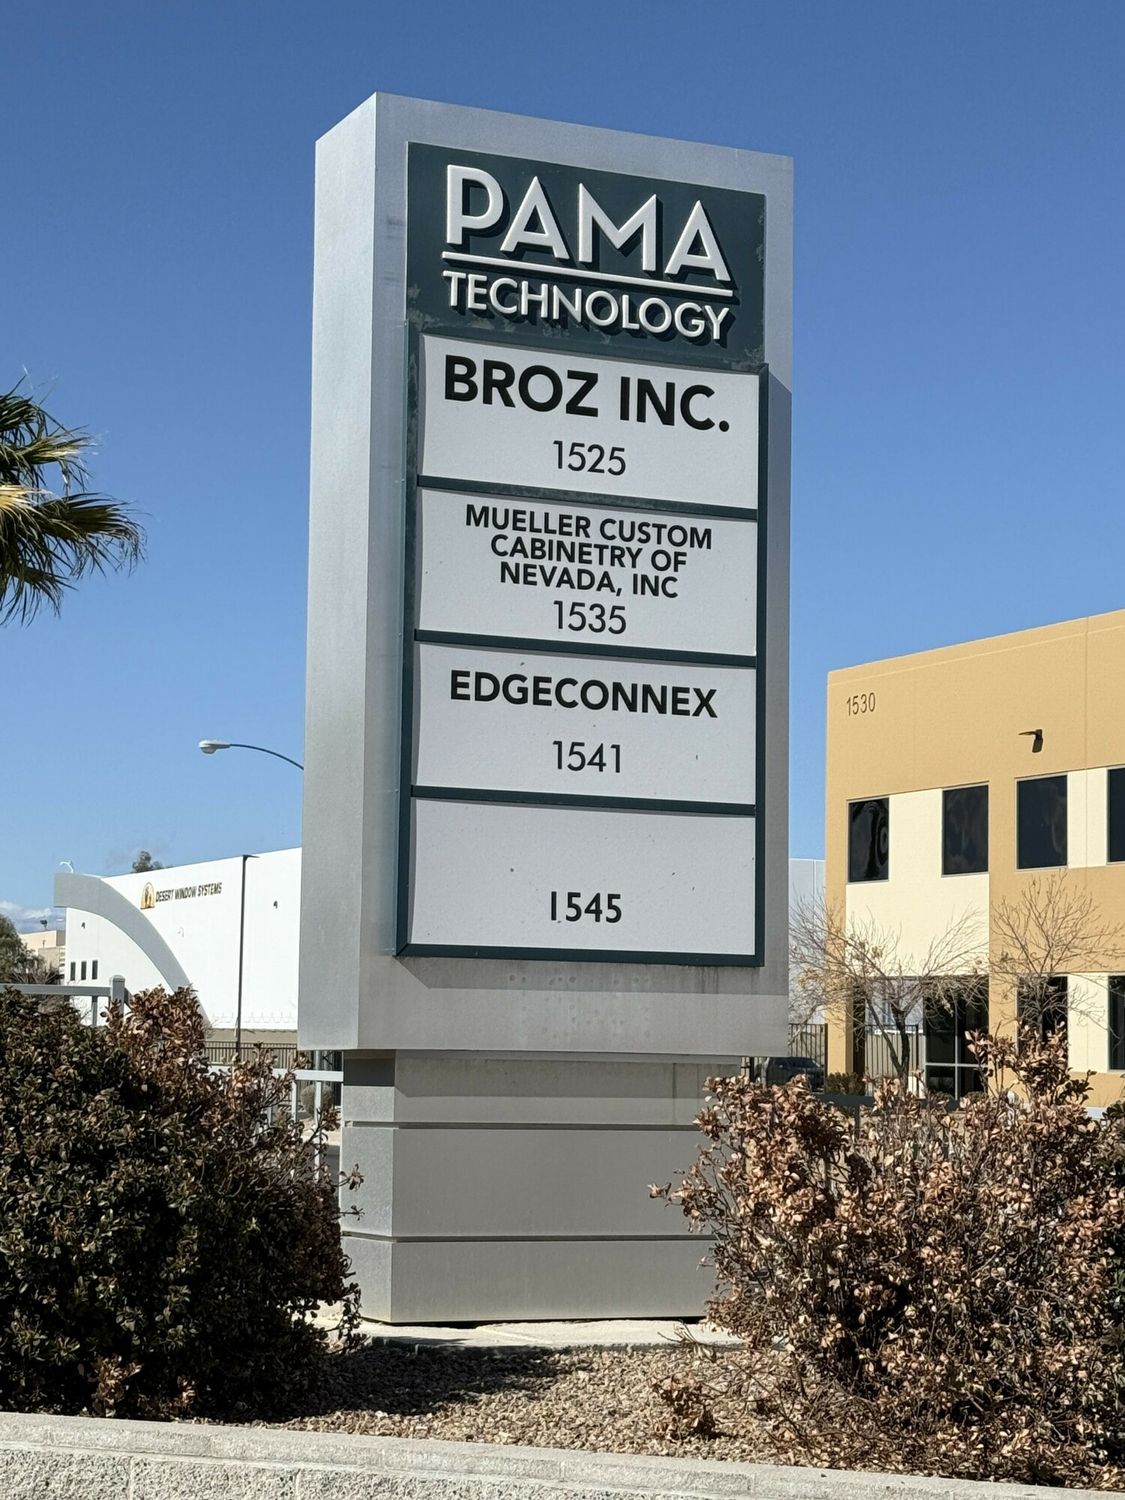 PAMA
TECHNOLOGY
BROZ INC.
1525
MUELLER CUSTOM
CABINETRY OF
NEVADA, INC
1535
EDGECONNEX
1541
1545
1530
DESERT WINDOW SYSTEMS